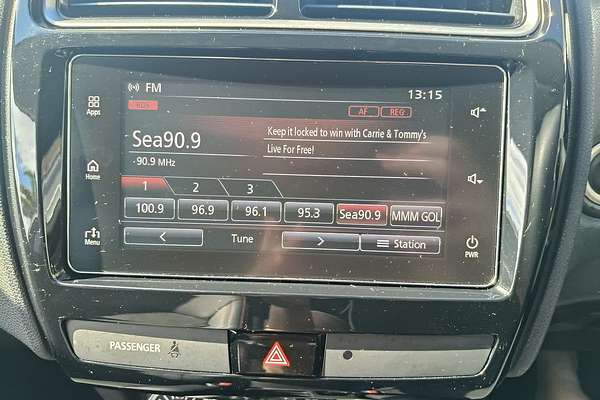 FM
13:15
RDS
AF REG
Apps
Sea90.9
Keep it locked to win with Carrie & Tommy's
-90.9 MHz
Live For Free!
Home
1 2 3
100.9 96.9 96.1 95.3 Sea90.9 MMM GOL
Menu
< Tune > Station
PWR
PASSENGER